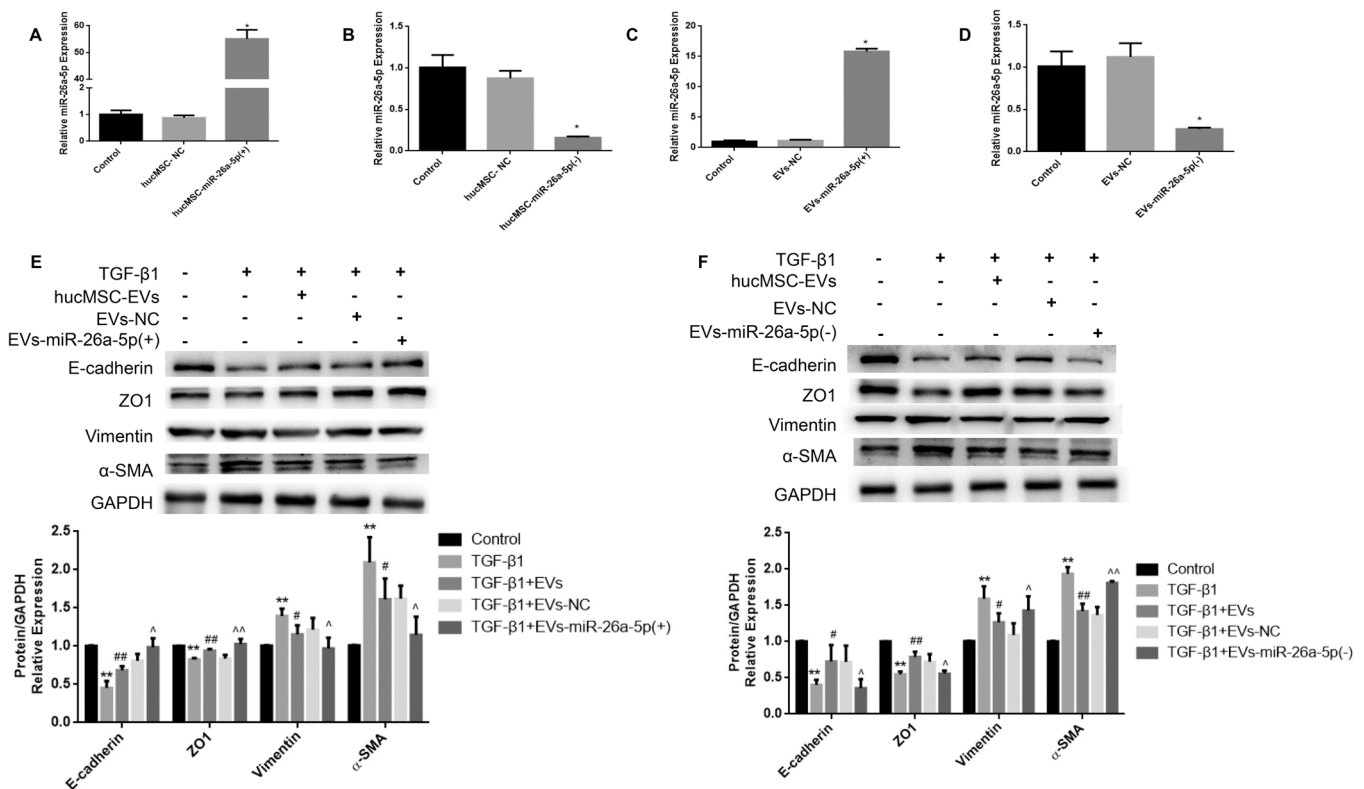 A
Relative miR-26a-5p Expression
60
50
40
2
1
0
*
Control
hucMSC- NC
hucMSC-miR-26a-5p(+)
B
Relative miR-26a-5p Expression
1.5
1.0
0.5
0.0
*
Control
hucMSC- NC
hucMSC-miR-26a-5p(-)
C
Relative miR-26a-5p Expression
20
15
10
5
0
*
Control
EVs-NC
EVs-miR-26a-5p(+)
D
Relative miR-26a-5p Expression
1.5
1.0
0.5
0.0
*
Control
EVs-NC
EVs-miR-26a-5p(-)
E
TGF-β1 - + + + +
hucMSC-EVs - - + - -
EVs-NC - - - + -
EVs-miR-26a-5p(+) - - - - +
E-cadherin
ZO1
Vimentin
α-SMA
GAPDH
Protein/GAPDH
Relative Expression
2.5
2.0
1.5
1.0
0.5
0.0
** ## ^
** ## ^^
** # ^
** # ^
E-cadherin
ZO1
Vimentin
α-SMA
Control
TGF-β1
TGF-β1+EVs
TGF-β1+EVs-NC
TGF-β1+EVs-miR-26a-5p(+)
F
TGF-β1 - + + + +
hucMSC-EVs - - + - -
EVs-NC - - - + -
EVs-miR-26a-5p(-) - - - - +
E-cadherin
ZO1
Vimentin
α-SMA
GAPDH
Protein/GAPDH
Relative Expression
2.5
2.0
1.5
1.0
0.5
0.0
** # ^
** ## ^
** # ^
** ## ^^
E-cadherin
ZO1
Vimentin
α-SMA
Control
TGF-β1
TGF-β1+EVs
TGF-β1+EVs-NC
TGF-β1+EVs-miR-26a-5p(-)